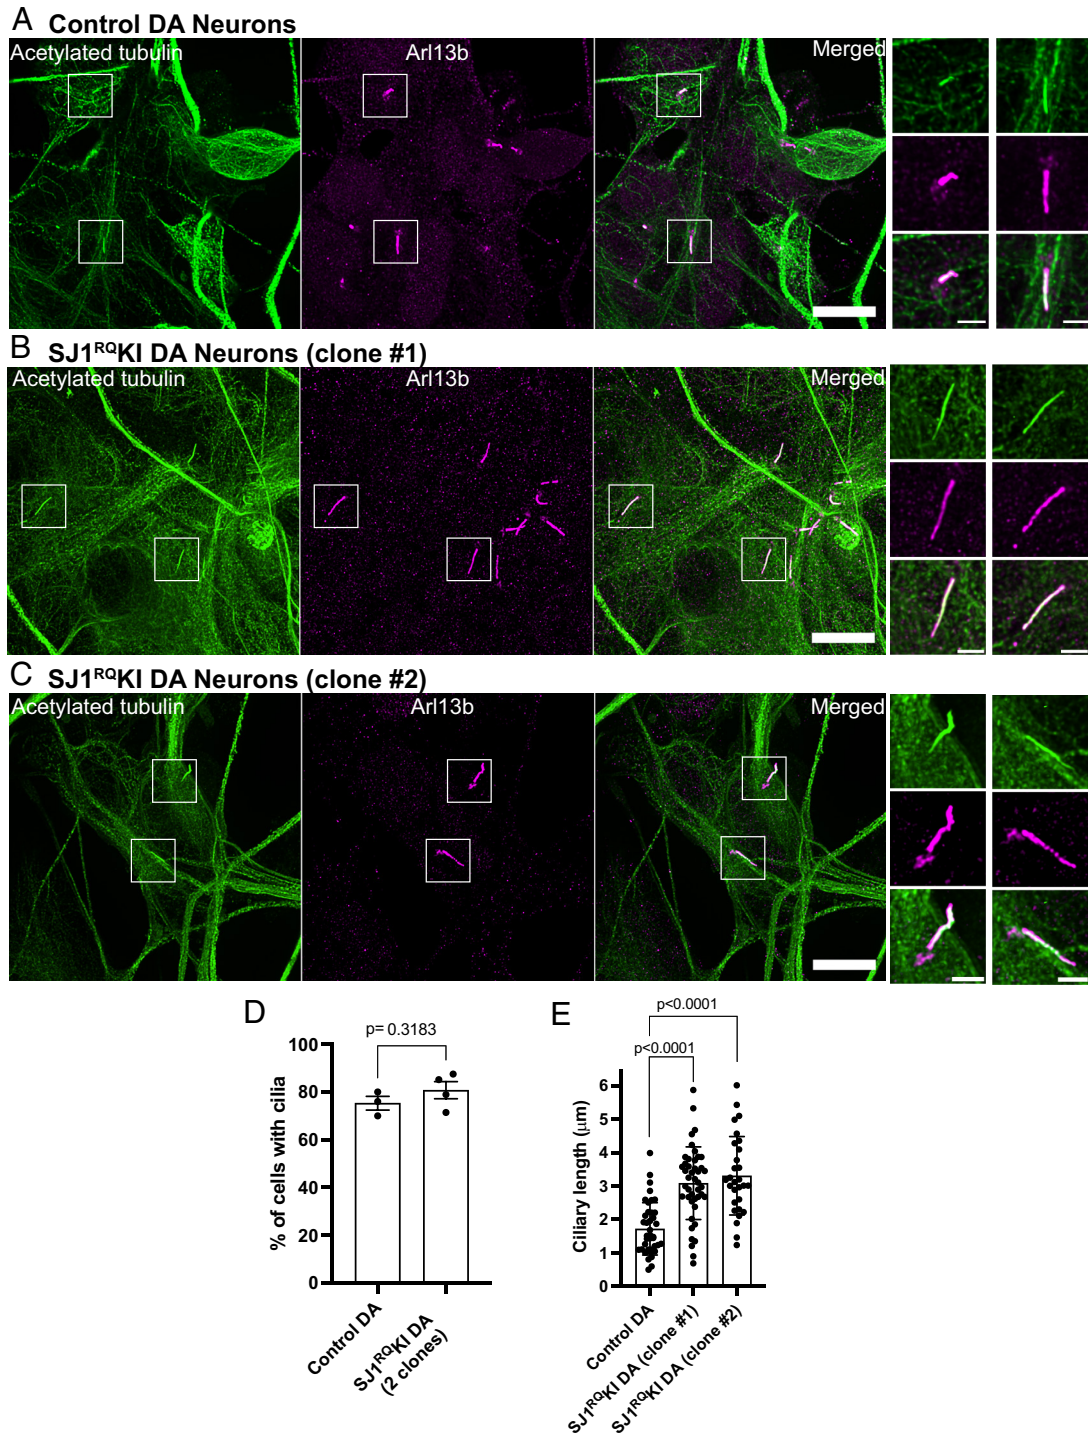 A Control DA Neurons
Acetylated tubulin Arl13b Merged
B SJ1ᴿQKI DA Neurons (clone #1)
Acetylated tubulin Arl13b Merged
C SJ1ᴿQKI DA Neurons (clone #2)
Acetylated tubulin Arl13b Merged
D
p= 0.3183
% of cells with cilia
100
80
60
40
20
0
Control DA
SJ1ᴿQKI DA
(2 clones)
E
p<0.0001
p<0.0001
Ciliary length (μm)
6
5
4
3
2
1
0
Control DA
SJ1ᴿQKI DA (clone #1)
SJ1ᴿQKI DA (clone #2)